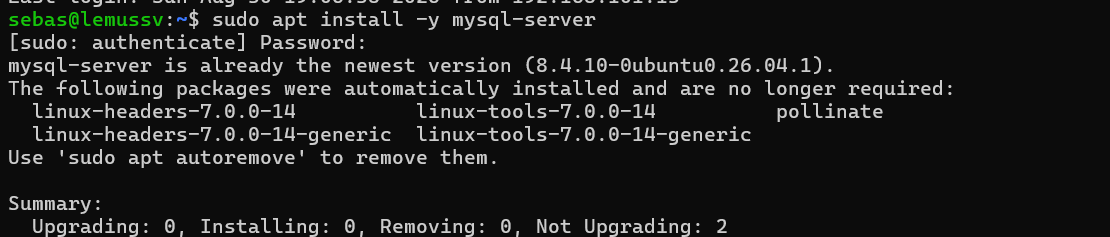 sebas@lemussv:~$ sudo apt install -y mysql-server
[sudo: authenticate] Password:
mysql-server is already the newest version (8.4.10-0ubuntu0.26.04.1).
The following packages were automatically installed and are no longer required:
  linux-headers-7.0.0-14          linux-tools-7.0.0-14          pollinate
  linux-headers-7.0.0-14-generic  linux-tools-7.0.0-14-generic
Use 'sudo apt autoremove' to remove them.

Summary:
  Upgrading: 0, Installing: 0, Removing: 0, Not Upgrading: 2